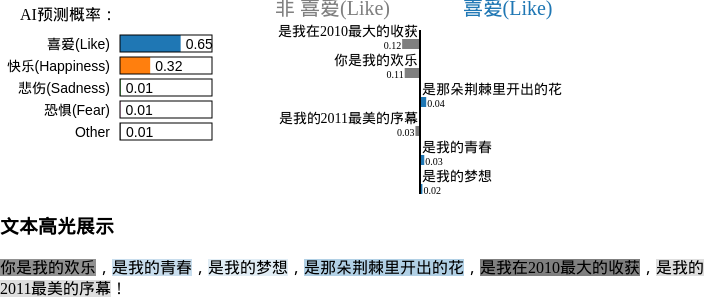 AI预测概率：
喜爱(Like) 0.65
快乐(Happiness) 0.32
悲伤(Sadness) 0.01
恐惧(Fear) 0.01
Other 0.01
非 喜爱(Like) 喜爱(Like)
是我在2010最大的收获
0.12
你是我的欢乐
0.11
是那朵荆棘里开出的花
0.04
是我的2011最美的序幕
0.03
是我的青春
0.03
是我的梦想
0.02
文本高光展示
你是我的欢乐，是我的青春，是我的梦想，是那朵荆棘里开出的花，是我在2010最大的收获，是我的
2011最美的序幕！